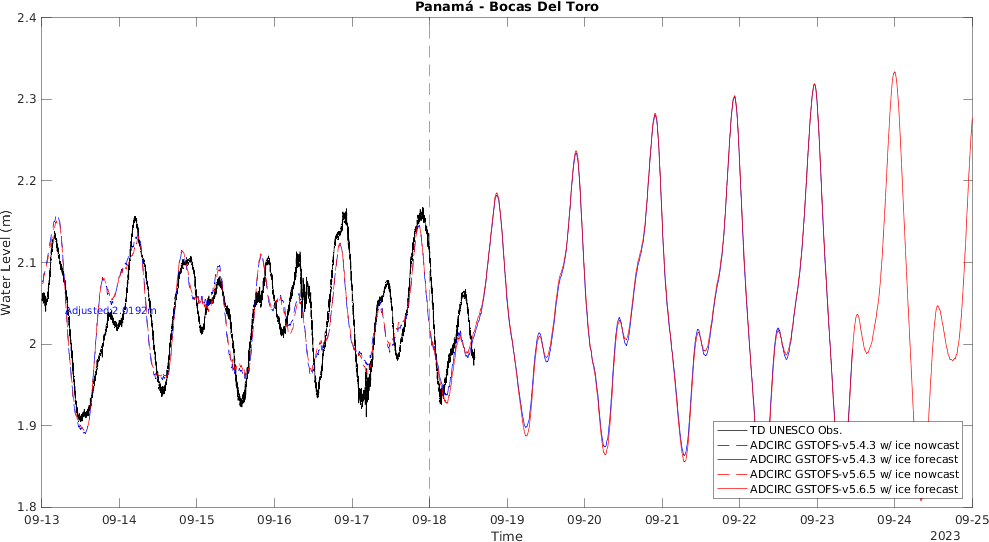 Panamá - Bocas Del Toro
2.4
2.3
2.2
2.1
2
1.9
1.8
Water Level (m)
Adjusted 2.0192m
TD UNESCO Obs.
ADCIRC GSTOFS-v5.4.3 w/ ice nowcast
ADCIRC GSTOFS-v5.4.3 w/ ice forecast
ADCIRC GSTOFS-v5.6.5 w/ ice nowcast
ADCIRC GSTOFS-v5.6.5 w/ ice forecast
09-13 09-14 09-15 09-16 09-17 09-18 09-19 09-20 09-21 09-22 09-23 09-24 09-25
Time
2023